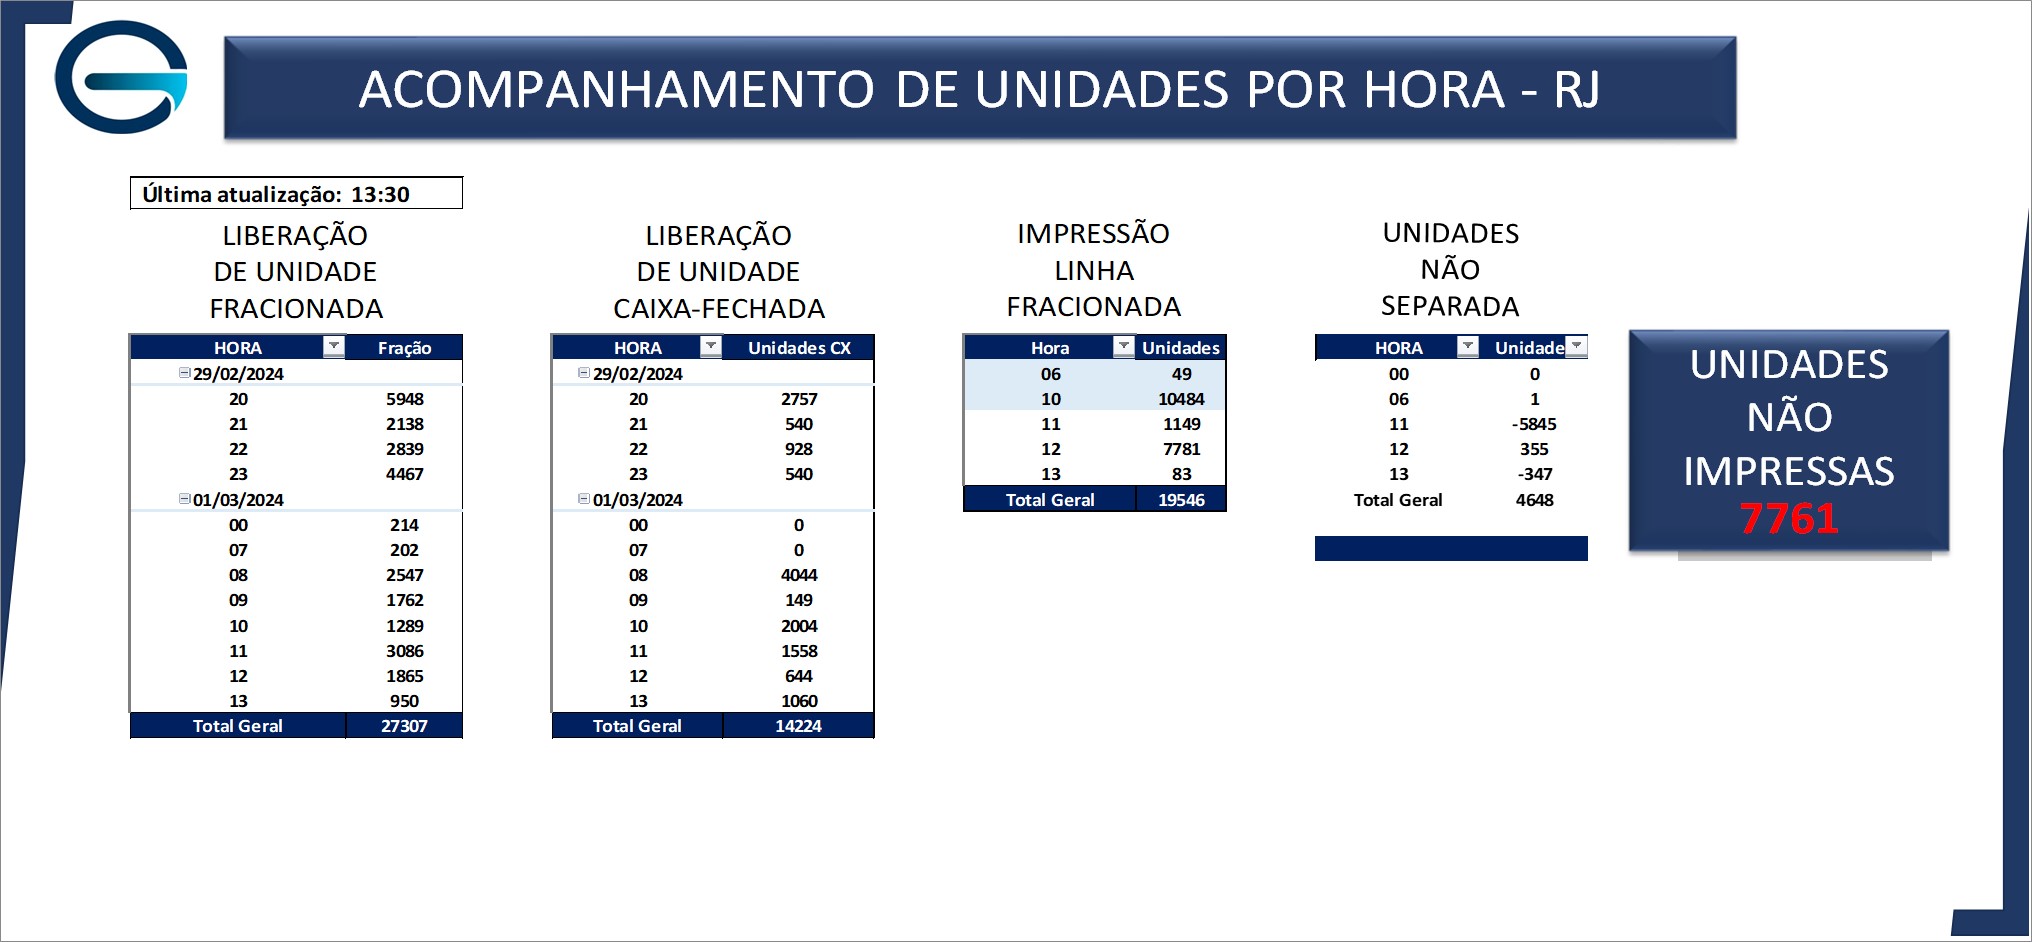 ACOMPANHAMENTO DE UNIDADES POR HORA - RJ
Última atualização: 13:30
LIBERAÇÃO
DE UNIDADE
FRACIONADA
HORA Fração
29/02/2024
20 5948
21 2138
22 2839
23 4467
01/03/2024
00 214
07 202
08 2547
09 1762
10 1289
11 3086
12 1865
13 950
Total Geral 27307
LIBERAÇÃO
DE UNIDADE
CAIXA-FECHADA
HORA Unidades CX
29/02/2024
20 2757
21 540
22 928
23 540
01/03/2024
00 0
07 0
08 4044
09 149
10 2004
11 1558
12 644
13 1060
Total Geral 14224
IMPRESSÃO
LINHA
FRACIONADA
Hora Unidades
06 49
10 10484
11 1149
12 7781
13 83
Total Geral 19546
UNIDADES
NÃO
SEPARADA
HORA Unidade
00 0
06 1
11 -5845
12 355
13 -347
Total Geral 4648
UNIDADES
NÃO
IMPRESSAS
7761